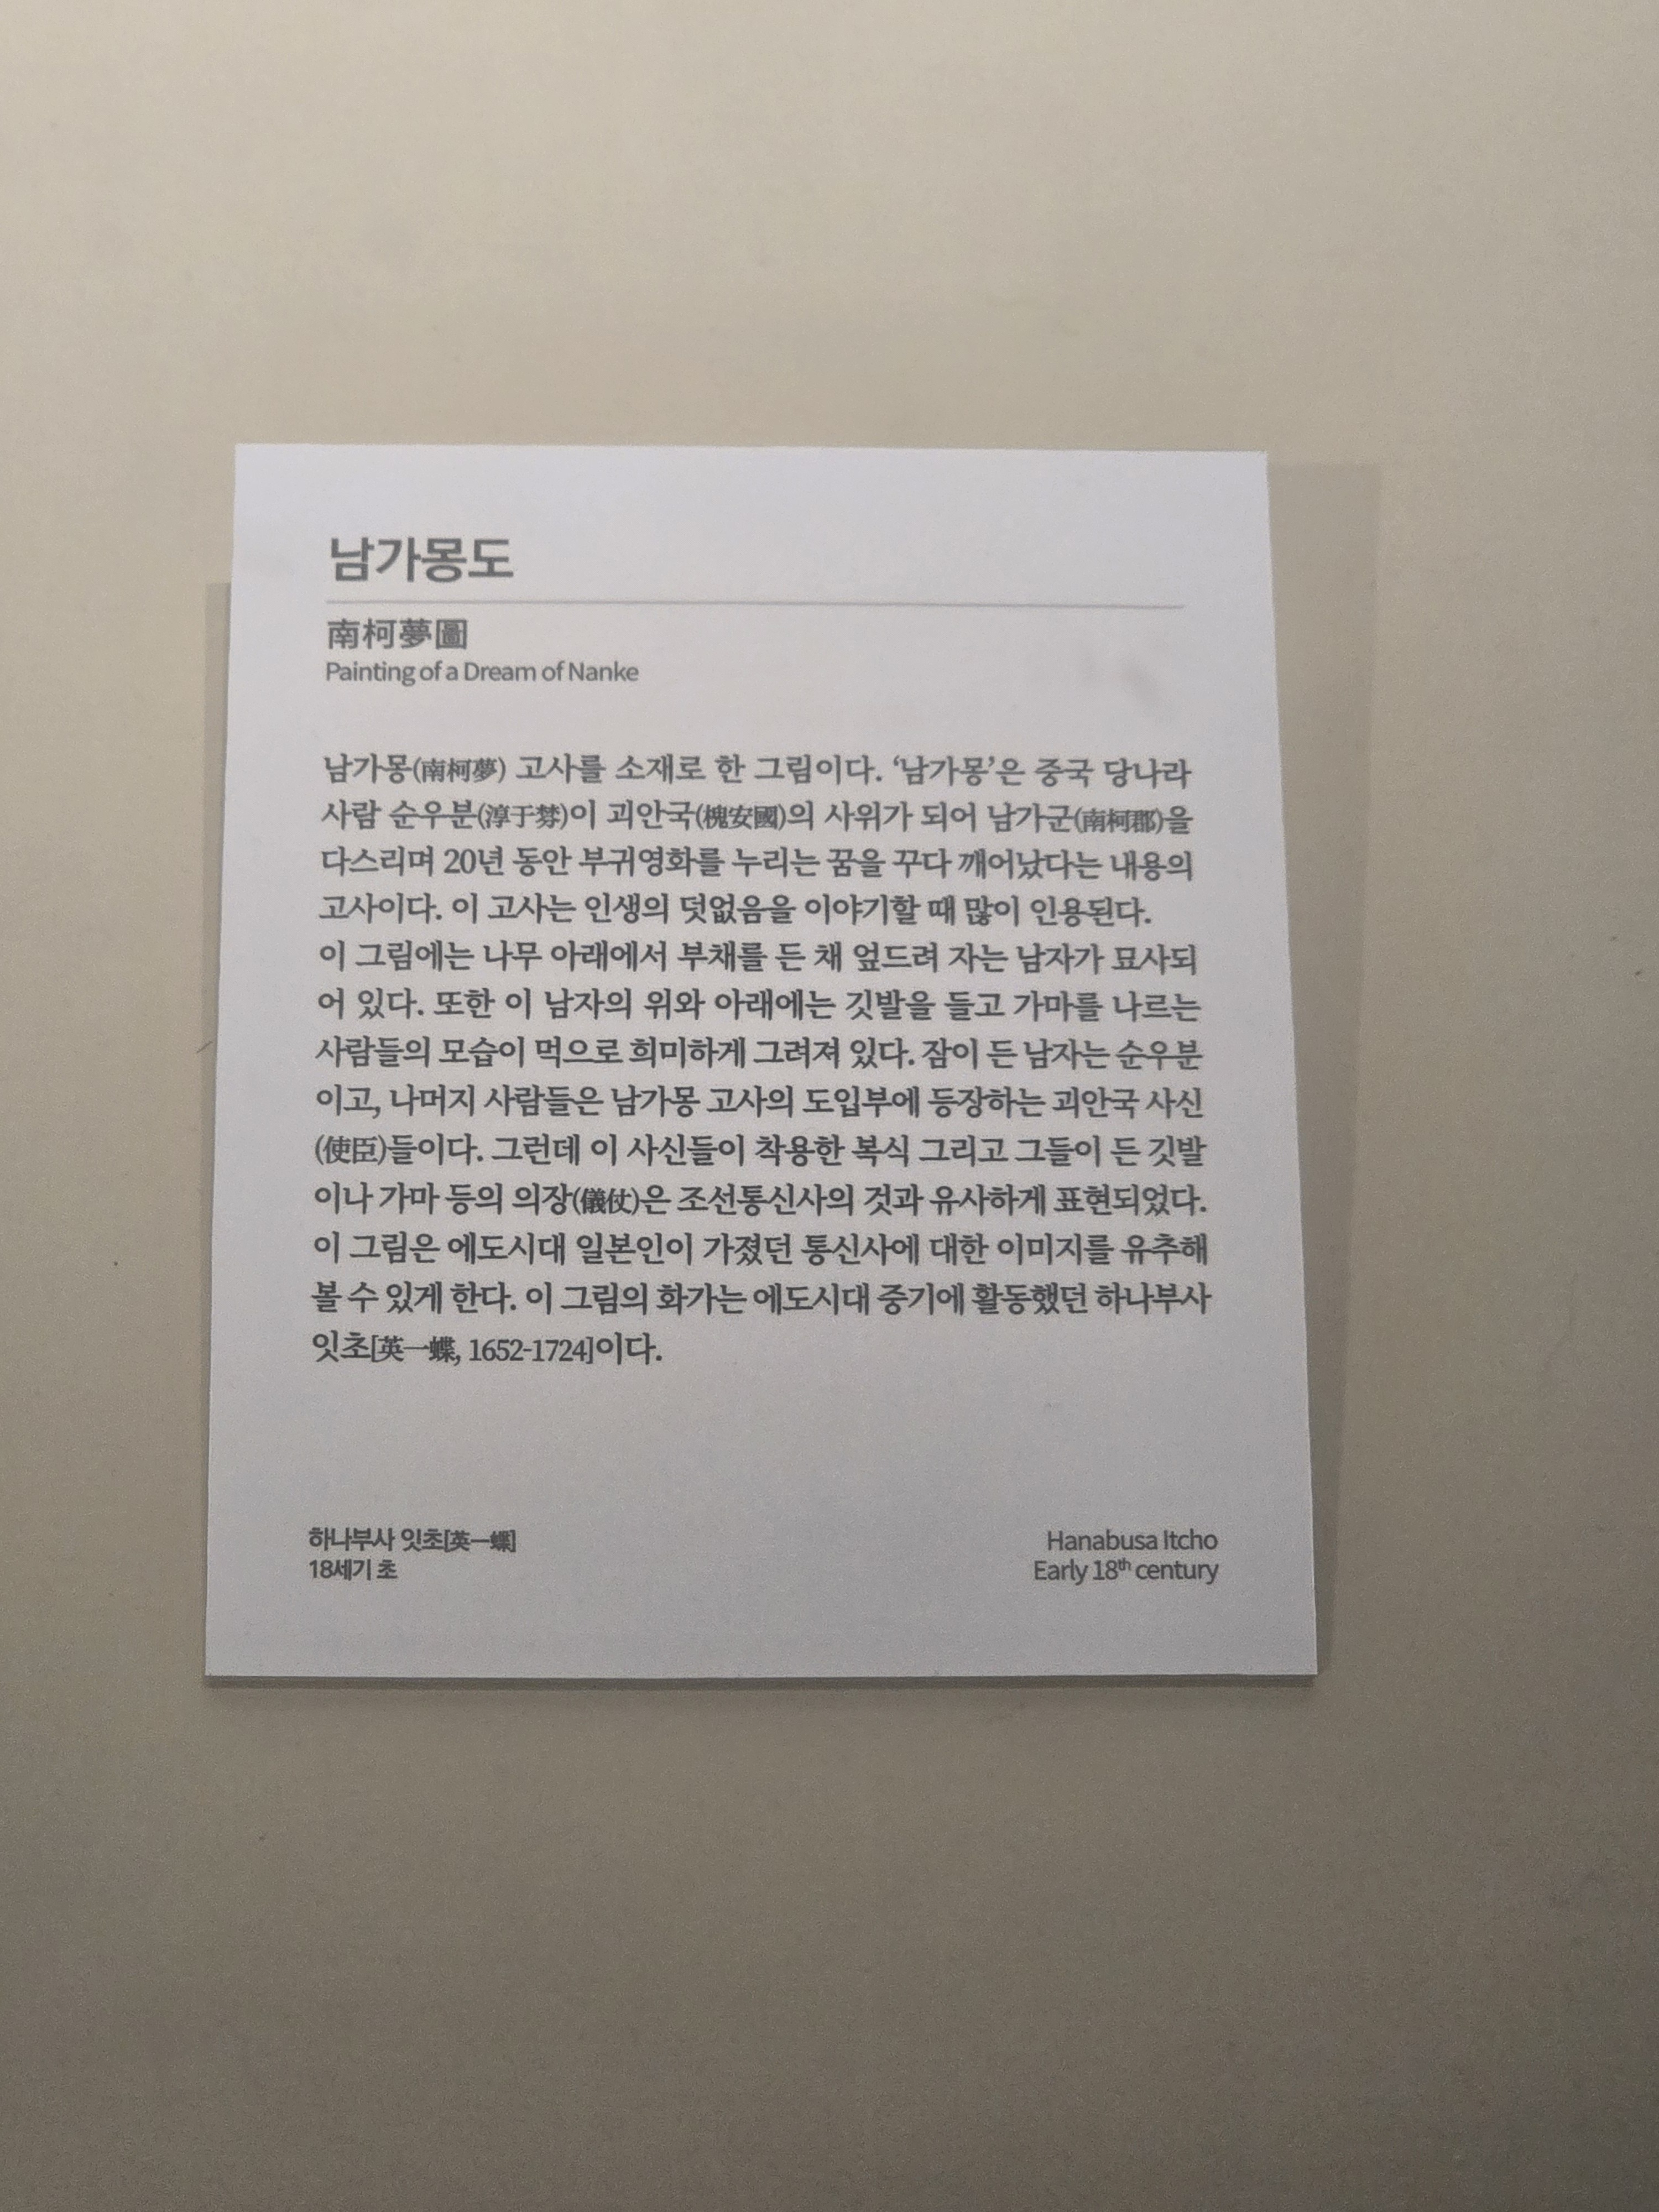 남가몽도
南柯夢圖
Painting of a Dream of Nanke
남가몽(南柯夢) 고사를 소재로 한 그림이다. ‘남가몽’은 중국 당나라
사람 순우분(淳于棼)이 괴안국(槐安國)의 사위가 되어 남가군(南柯郡)을
다스리며 20년 동안 부귀영화를 누리는 꿈을 꾸다 깨어났다는 내용의
고사이다. 이 고사는 인생의 덧없음을 이야기할 때 많이 인용된다.
이 그림에는 나무 아래에서 부채를 든 채 엎드려 자는 남자가 묘사되
어 있다. 또한 이 남자의 위와 아래에는 깃발을 들고 가마를 나르는
사람들의 모습이 먹으로 희미하게 그려져 있다. 잠이 든 남자는 순우분
이고, 나머지 사람들은 남가몽 고사의 도입부에 등장하는 괴안국 사신
(使臣)들이다. 그런데 이 사신들이 착용한 복식 그리고 그들이 든 깃발
이나 가마 등의 의장(儀仗)은 조선통신사의 것과 유사하게 표현되었다.
이 그림은 에도시대 일본인이 가졌던 통신사에 대한 이미지를 유추해
볼 수 있게 한다. 이 그림의 화가는 에도시대 중기에 활동했던 하나부사
잇초[英一蝶, 1652-1724]이다.
하나부사 잇초[英一蝶]
18세기 초
Hanabusa Itcho
Early 18th century